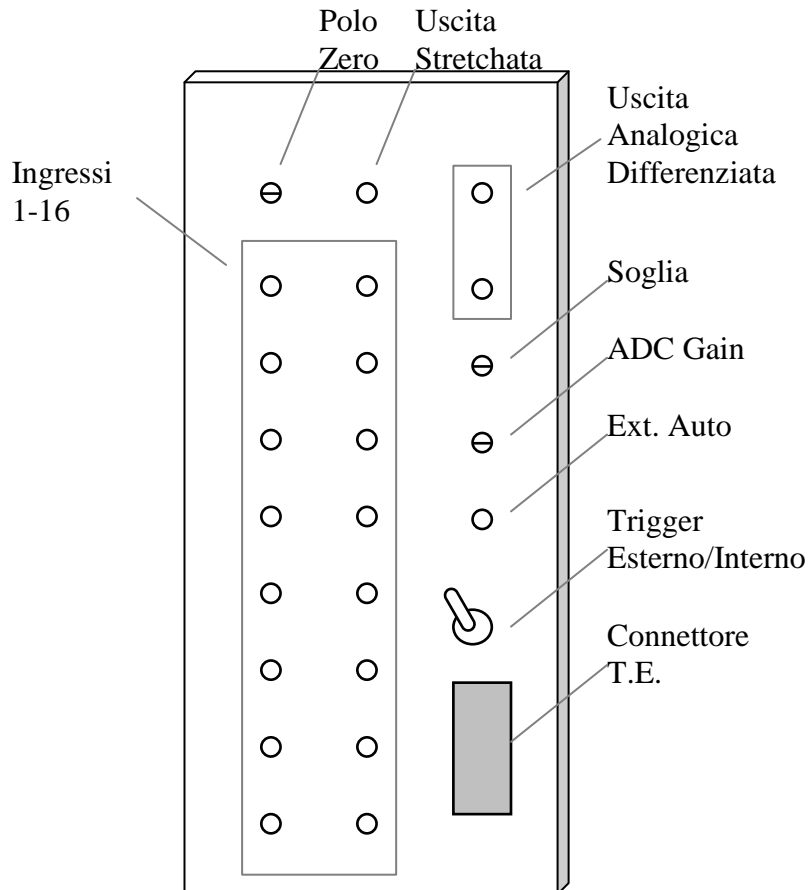 Polo
Zero
Uscita
Stretchata
Uscita
Analogica
Differenziata
Ingressi
1-16
Soglia
ADC Gain
Ext. Auto
Trigger
Esterno/Interno
Connettore
T.E.